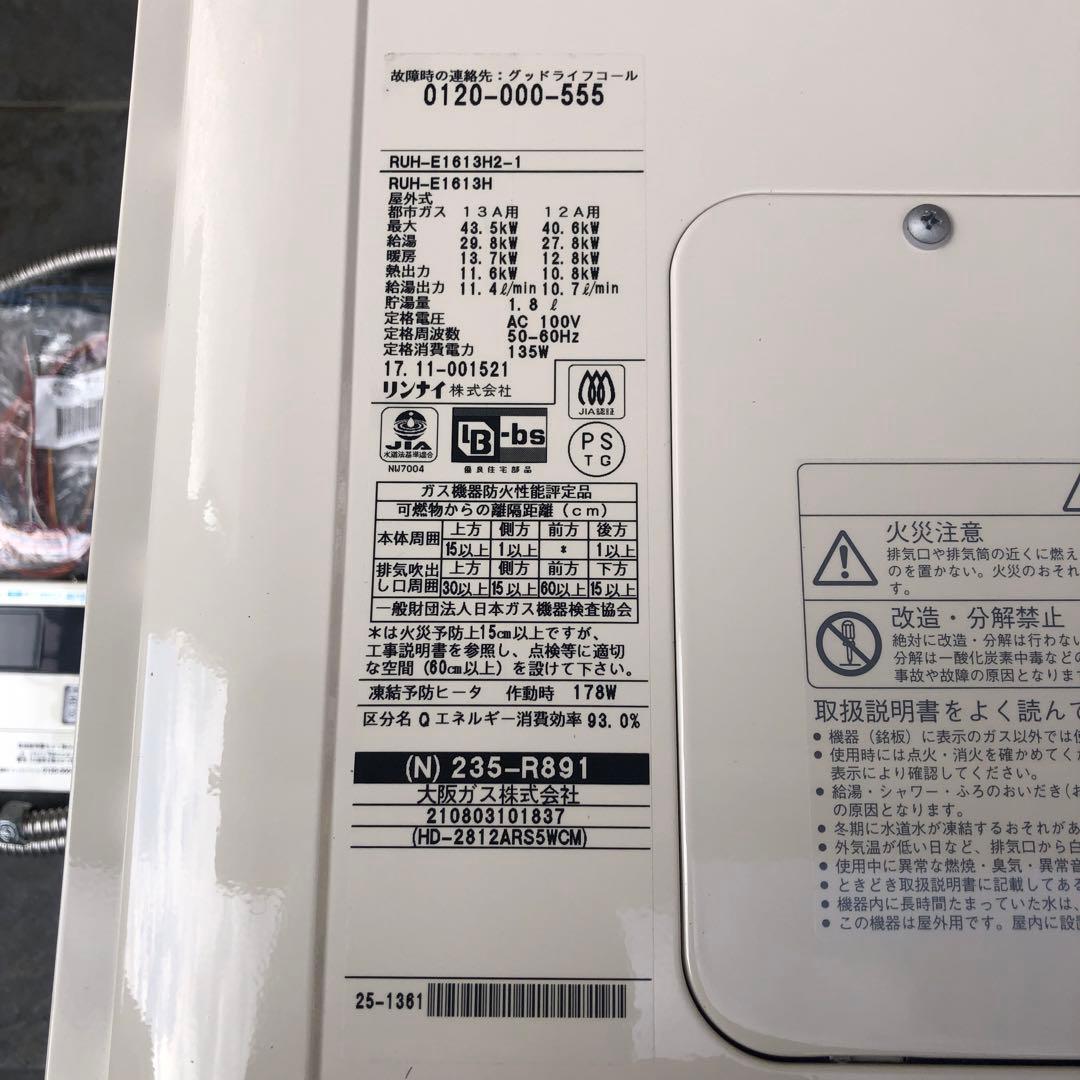 故障時の連絡先：グッドライフコール
0120-000-555
RUH-E1613H2-1
RUH-E1613H
屋外式
都市ガス 13A用 12A用
最大 43.5kW 40.6kW
給湯 29.8kW 27.8kW
暖房 13.7kW 12.8kW
熱出力 11.6kW 10.8kW
給湯出力 11.4ℓ/min 10.7ℓ/min
貯湯量 1.8 ℓ
定格電圧 AC 100V
定格周波数 50-60Hz
定格消費電力 135W
17.11-001521
リンナイ株式会社
JIA認証
JIA
水道法基準適合
NW7004
BL-bs
優良住宅部品
PS
TG
ガス機器防火性能評定品
可燃物からの離隔距離(cm)
本体周囲 上方 側方 前方 後方
15以上 1以上 * 1以上
排気吹出し口周囲 上方 側方 前方 下方
30以上 15以上 60以上 15以上
一般財団法人日本ガス機器検査協会
*は火災予防上15cm以上ですが、
工事説明書を参照し、点検等に適切
な空間(60cm以上)を設けて下さい。
凍結予防ヒータ 作動時 178W
区分名 Q エネルギー消費効率 93.0%
(N) 235-R891
大阪ガス株式会社
210803101837
(HD-2812ARS5WCM)
25-1361
火災注意
排気口や排気筒の近くに燃え
のを置かない。火災のおそれ
す。
改造・分解禁止
絶対に改造・分解は行わない
分解は一酸化炭素中毒などの
事故や故障の原因となります
取扱説明書をよく読んで
●機器（銘板）に表示のガス以外では使
●使用時には点火・消火を確かめてくだ
表示により確認してください。
●給湯・シャワー・ふろのおいだき(お
の原因となります。
●冬期に水道水が凍結するおそれがあ
●外気温が低い日など、排気口から白
●使用中に異常な燃焼・臭気・異常音
●ときどき取扱説明書に記載してある
●機器内に長時間たまっていた水は、
●この機器は屋外用です。屋内に設置